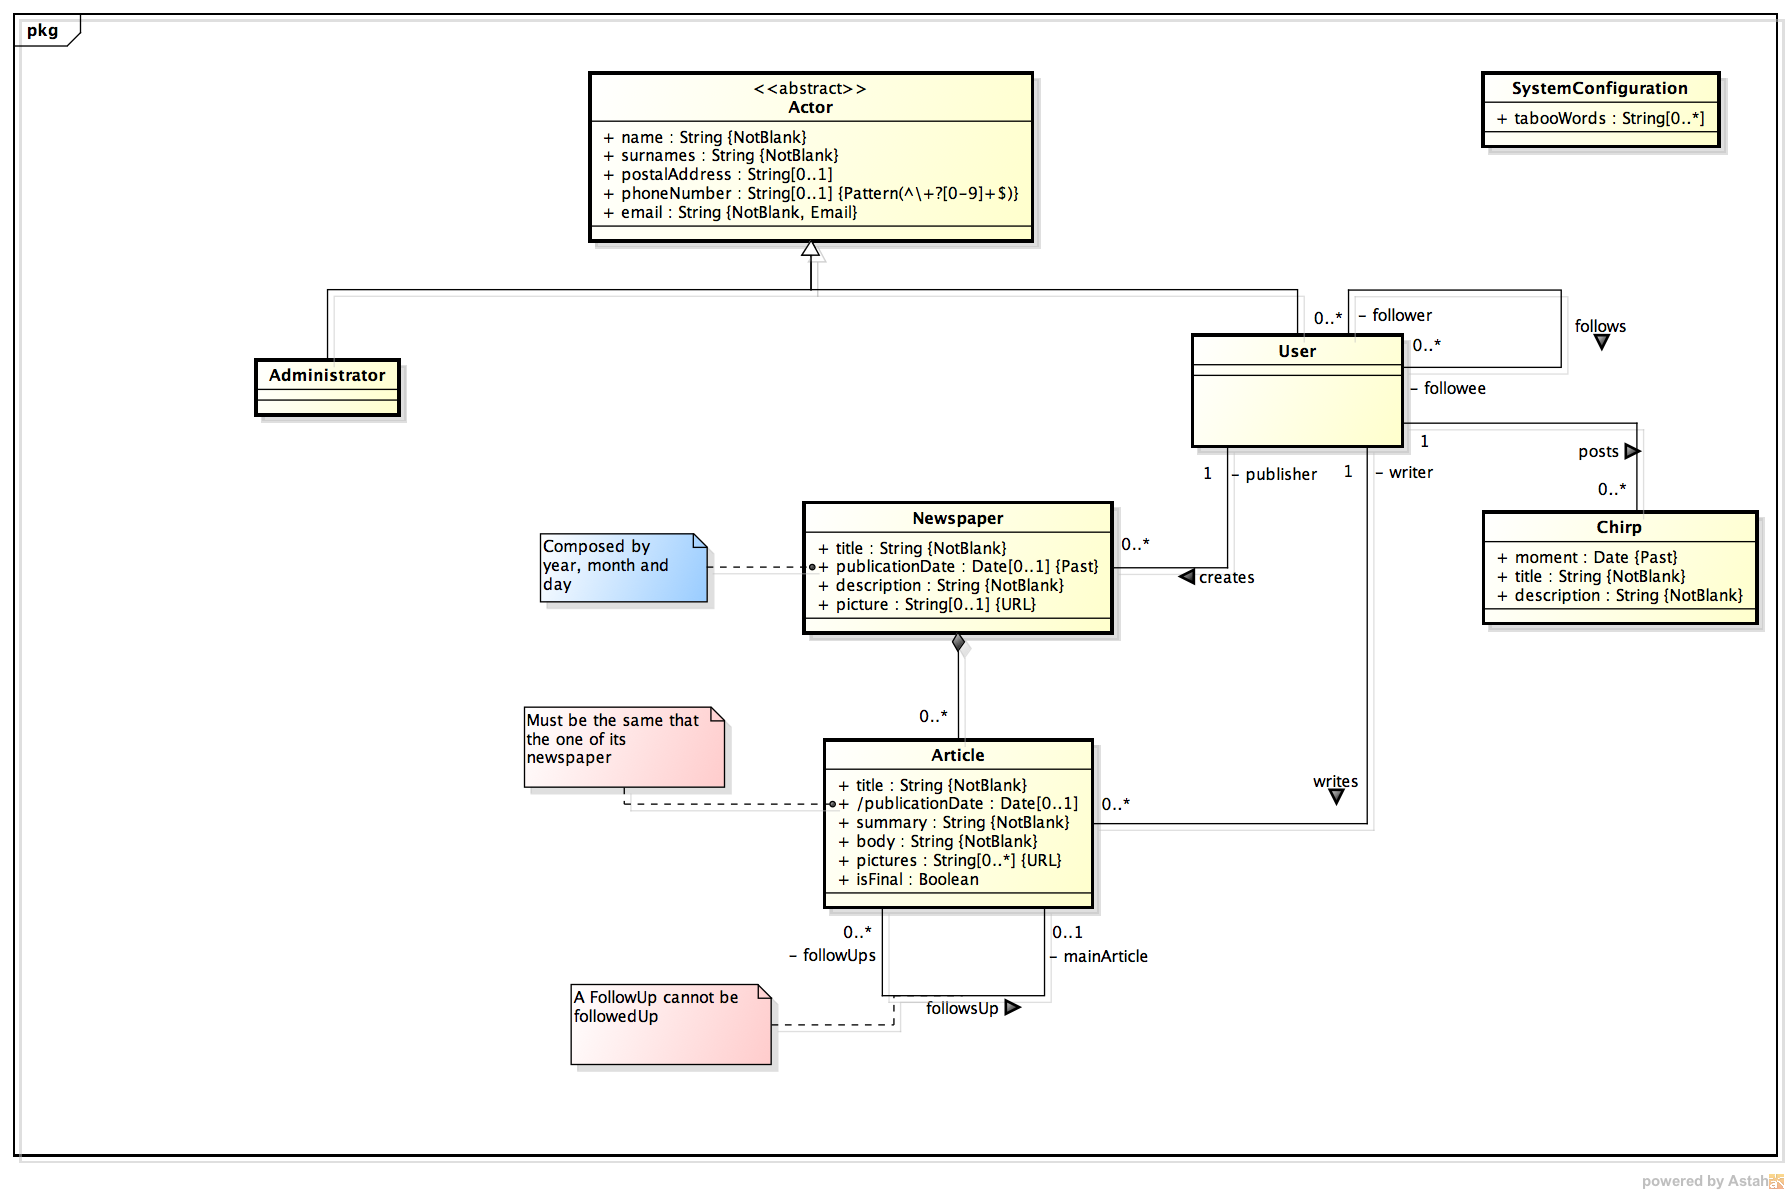 pkg
<<abstract>>
Actor
+ name : String {NotBlank}
+ surnames : String {NotBlank}
+ postalAddress : String[0..1]
+ phoneNumber : String[0..1] {Pattern(^\+?[0-9]+$)}
+ email : String {NotBlank, Email}
SystemConfiguration
+ tabooWords : String[0..*]
Administrator
0..*
- follower
follows
User
0..*
- followee
1
posts
0..*
1
- publisher
1
- writer
Newspaper
+ title : String {NotBlank}
+ publicationDate : Date[0..1] {Past}
+ description : String {NotBlank}
+ picture : String[0..1] {URL}
0..*
creates
Composed by
year, month and
day
Chirp
+ moment : Date {Past}
+ title : String {NotBlank}
+ description : String {NotBlank}
0..*
Must be the same that
the one of its
newspaper
Article
+ title : String {NotBlank}
+ /publicationDate : Date[0..1]
+ summary : String {NotBlank}
+ body : String {NotBlank}
+ pictures : String[0..*] {URL}
+ isFinal : Boolean
writes
0..*
0..*
- followUps
0..1
- mainArticle
followsUp
A FollowUp cannot be
followedUp
powered by Astah